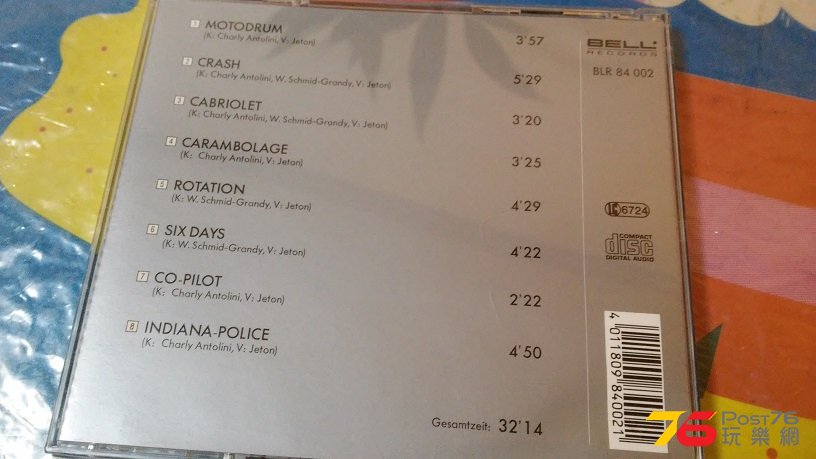 1 MOTODRUM 3'57
(K: Charly Antolini, V: Jeton)
2 CRASH 5'29
(K: Charly Antolini, W. Schmid-Grandy, V: Jeton)
3 CABRIOLET 3'20
(K: Charly Antolini, W. Schmid-Grandy, V: Jeton)
4 CARAMBOLAGE 3'25
(K: Charly Antolini, V: Jeton)
5 ROTATION 4'29
(K: W. Schmid-Grandy, V: Jeton)
6 SIX DAYS 4'22
(K: W. Schmid-Grandy, V: Jeton)
7 CO-PILOT 2'22
(K: Charly Antolini, V: Jeton)
8 INDIANA-POLICE 4'50
(K: Charly Antolini, V: Jeton)
Gesamtzeit: 32'14
BELL
RECORDS
BLR 84 002
LC 6724
COMPACT
disc
DIGITAL AUDIO
4 011809 840021
76 POST76
玩樂網